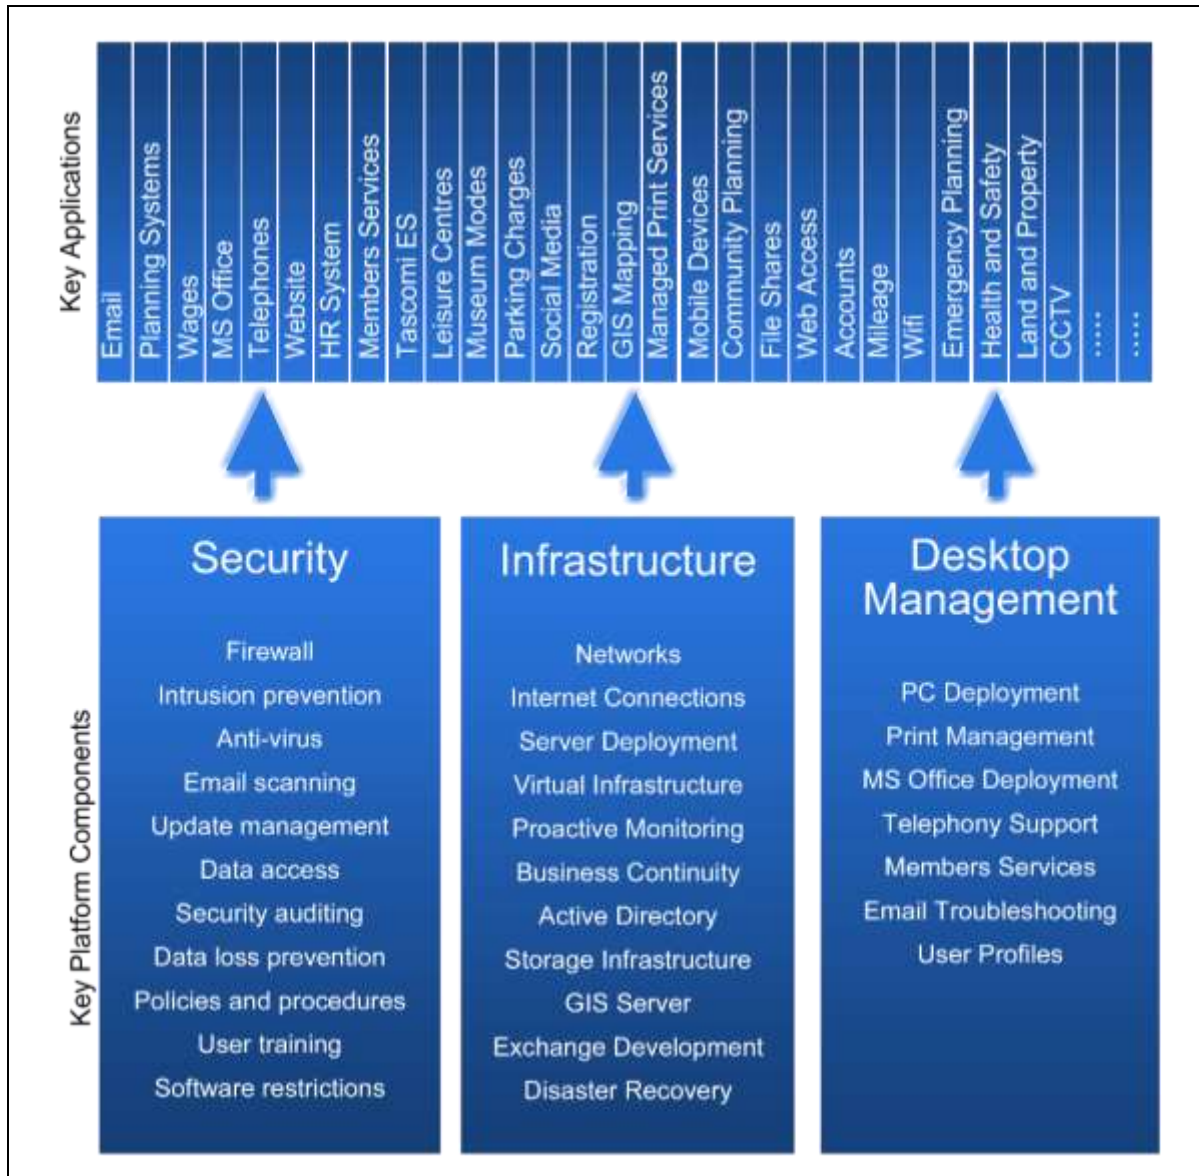 Key Applications
Email
Planning Systems
Wages
MS Office
Telephones
Website
HR System
Members Services
Tascomi ES
Leisure Centres
Museum Modes
Parking Charges
Social Media
Registration
GIS Mapping
Managed Print Services
Mobile Devices
Community Planning
File Shares
Web Access
Accounts
Mileage
Wifi
Emergency Planning
Health and Safety
Land and Property
CCTV
.....
.....
Key Platform Components
Security
Firewall
Intrusion prevention
Anti-virus
Email scanning
Update management
Data access
Security auditing
Data loss prevention
Policies and procedures
User training
Software restrictions
Infrastructure
Networks
Internet Connections
Server Deployment
Virtual Infrastructure
Proactive Monitoring
Business Continuity
Active Directory
Storage Infrastructure
GIS Server
Exchange Development
Disaster Recovery
Desktop
Management
PC Deployment
Print Management
MS Office Deployment
Telephony Support
Members Services
Email Troubleshooting
User Profiles